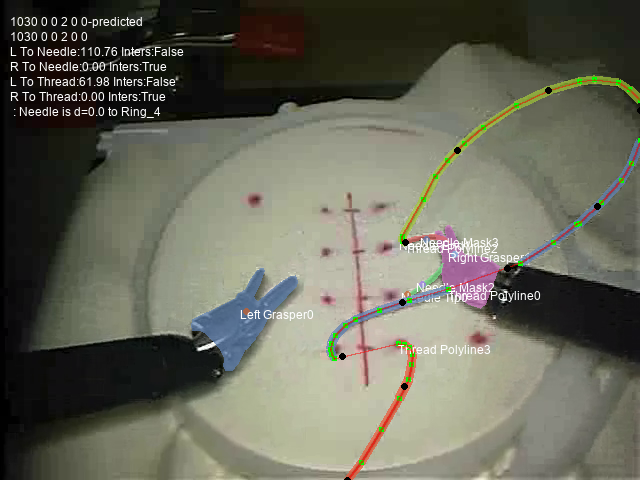 1030 0 0 2 0 0-predicted
1030 0 0 2 0 0
L To Needle:110.76 Inters:False
R To Needle:0.00 Inters:True
L To Thread:61.98 Inters:False
R To Thread:0.00 Inters:True
: Needle is d=0.0 to Ring_4
Needle Mask3
Thread Polyline2
Right Grasper
Needle Mask2
Needle Tip
Thread Polyline0
Left Grasper0
Thread Polyline3